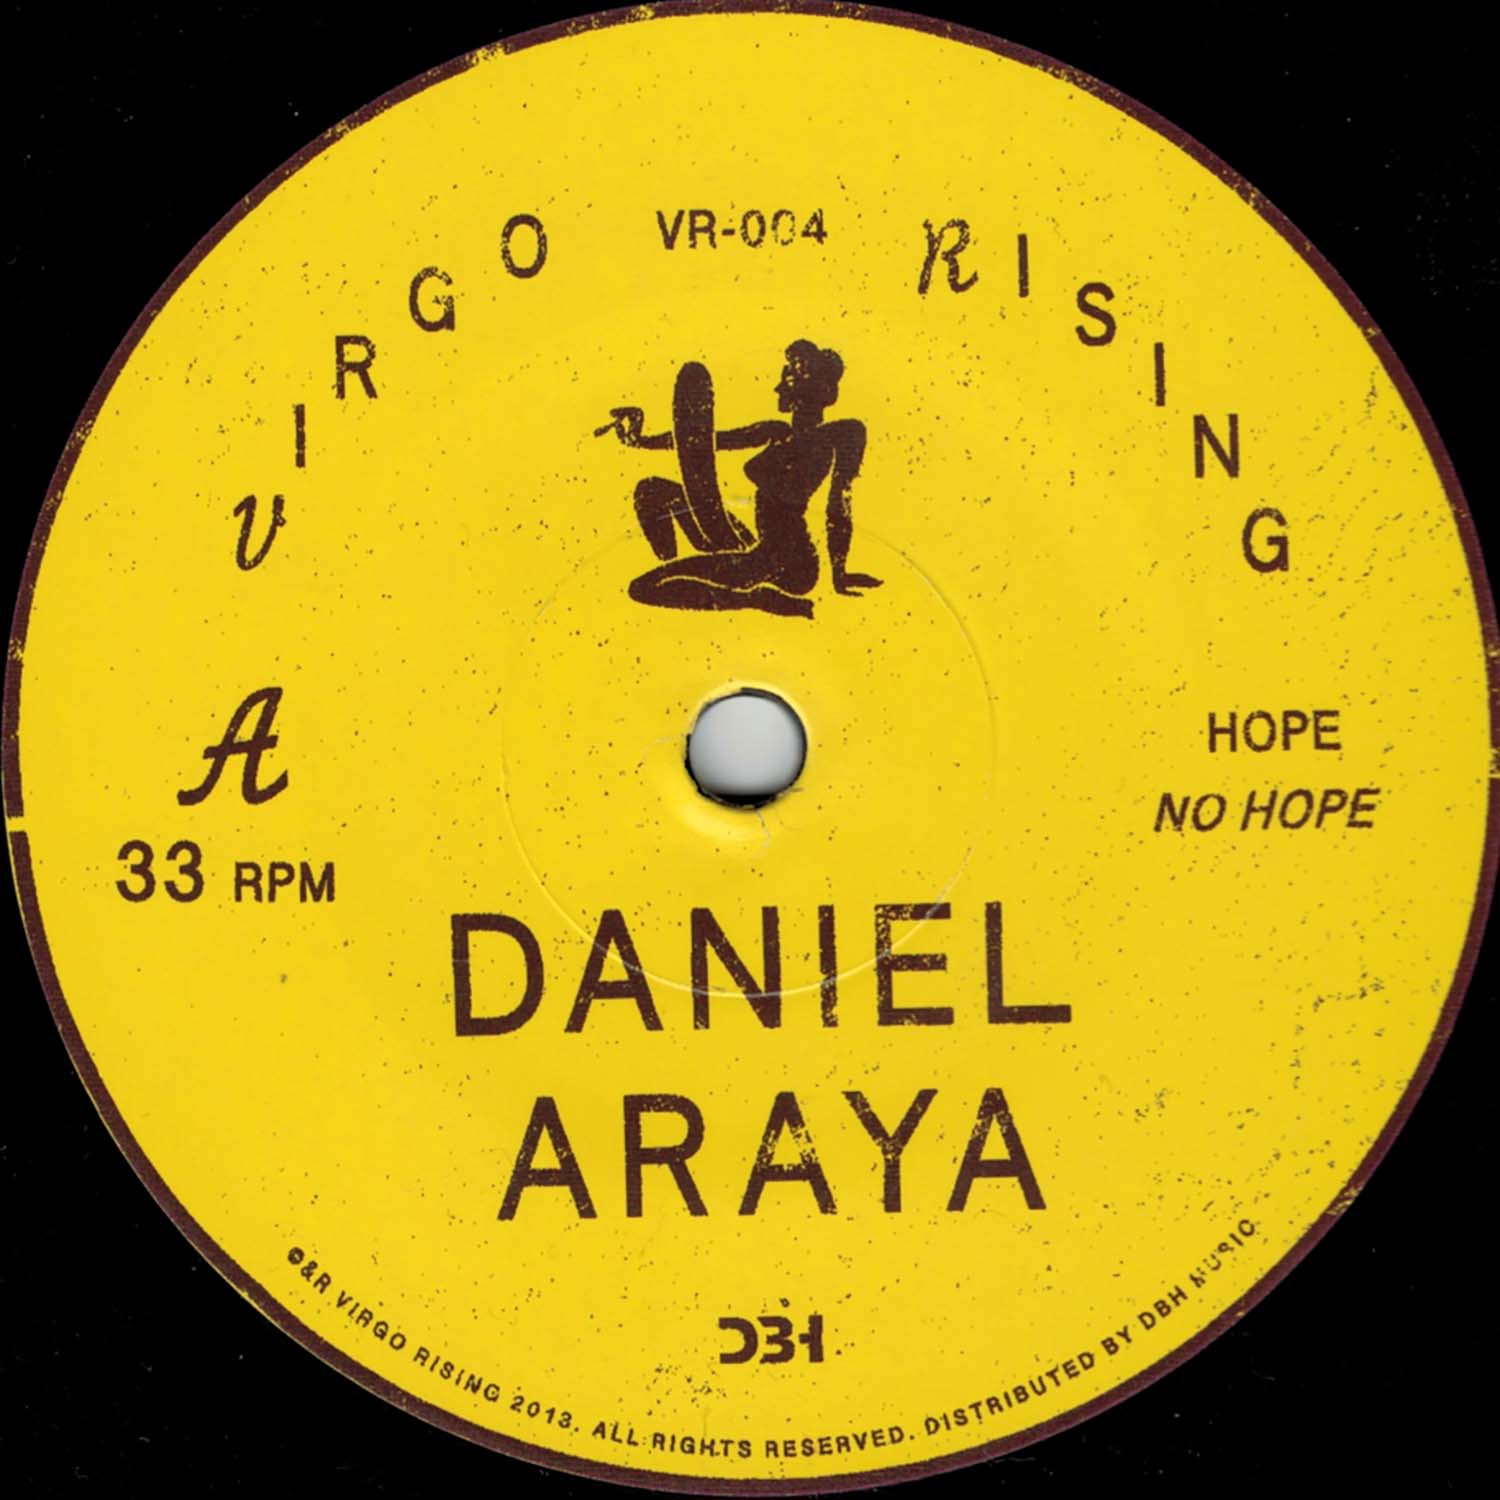 VIRGO RISING
VR-004
A
33 RPM
HOPE
NO HOPE
DANIEL
ARAYA
DBH
©&R VIRGO RISING 2013. ALL RIGHTS RESERVED. DISTRIBUTED BY DBH MUSIC